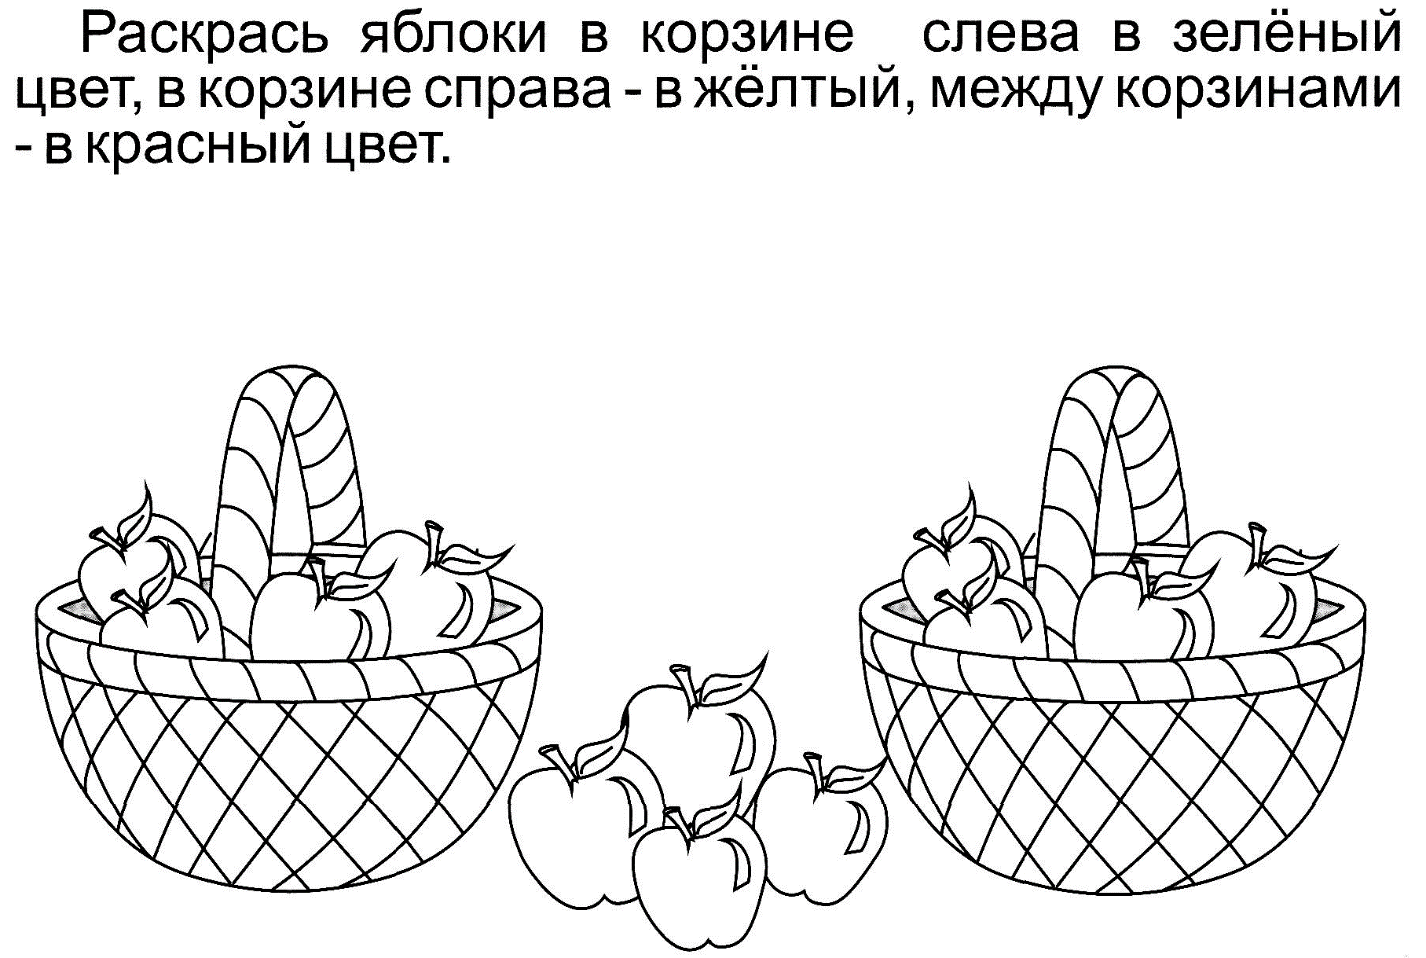 Раскрась яблоки в корзине слева в зелёный
цвет, в корзине справа - в жёлтый, между корзинами
- в красный цвет.